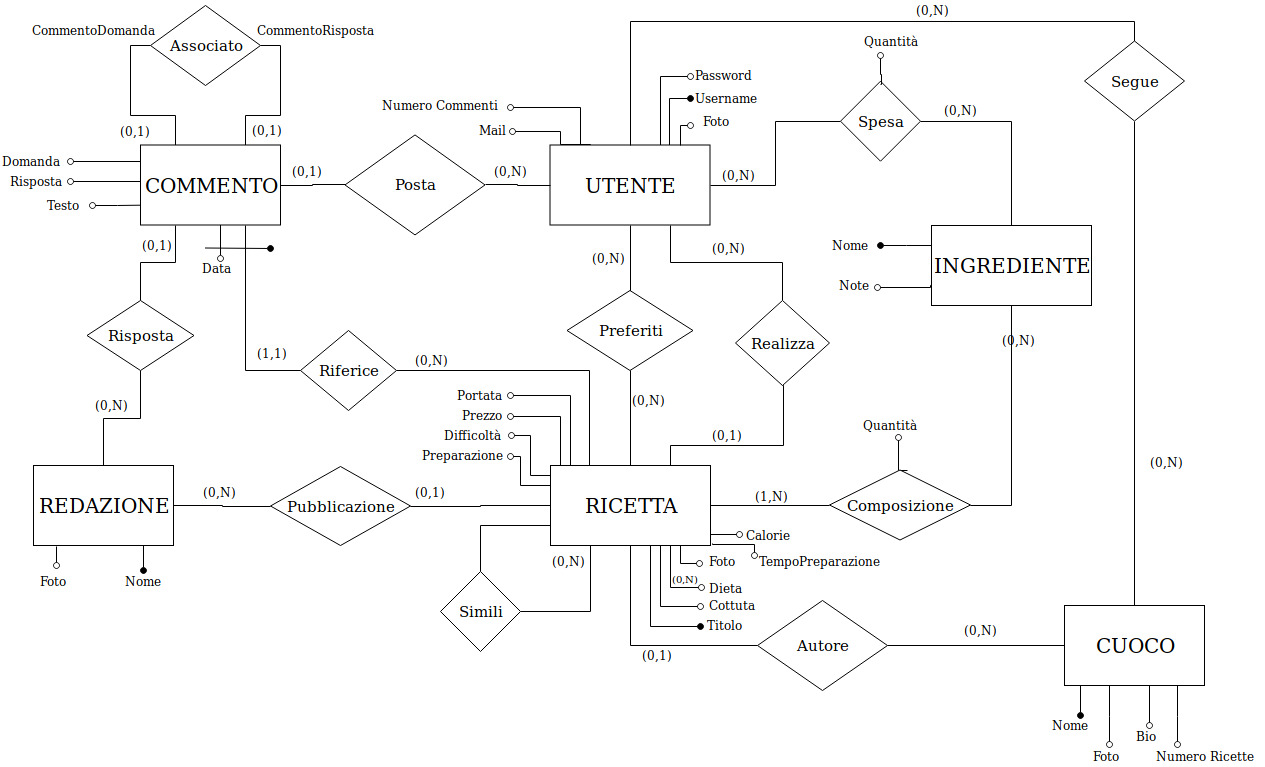 (0,N)
CommentoDomanda
CommentoRisposta
Associato
Quantità
Segue
Password
Username
Numero Commenti
Foto
Mail
Spesa
(0,N)
(0,1)
(0,1)
Domanda
Risposta
Testo
COMMENTO
(0,1)
Posta
(0,N)
UTENTE
(0,N)
(0,1)
Data
(0,N)
(0,N)
Nome
Note
INGREDIENTE
Risposta
(1,1)
Riferice
(0,N)
Preferiti
Realizza
(0,N)
(0,N)
(0,N)
Portata
Prezzo
Difficoltà
Preparazione
(0,1)
Quantità
(0,N)
REDAZIONE
(0,N)
Pubblicazione
(0,1)
RICETTA
(1,N)
Composizione
Foto
Nome
(0,N)
Calorie
TempoPreparazione
Foto
(0,N)
Dieta
Cottuta
Titolo
Simili
(0,1)
Autore
(0,N)
CUOCO
Nome
Foto
Bio
Numero Ricette